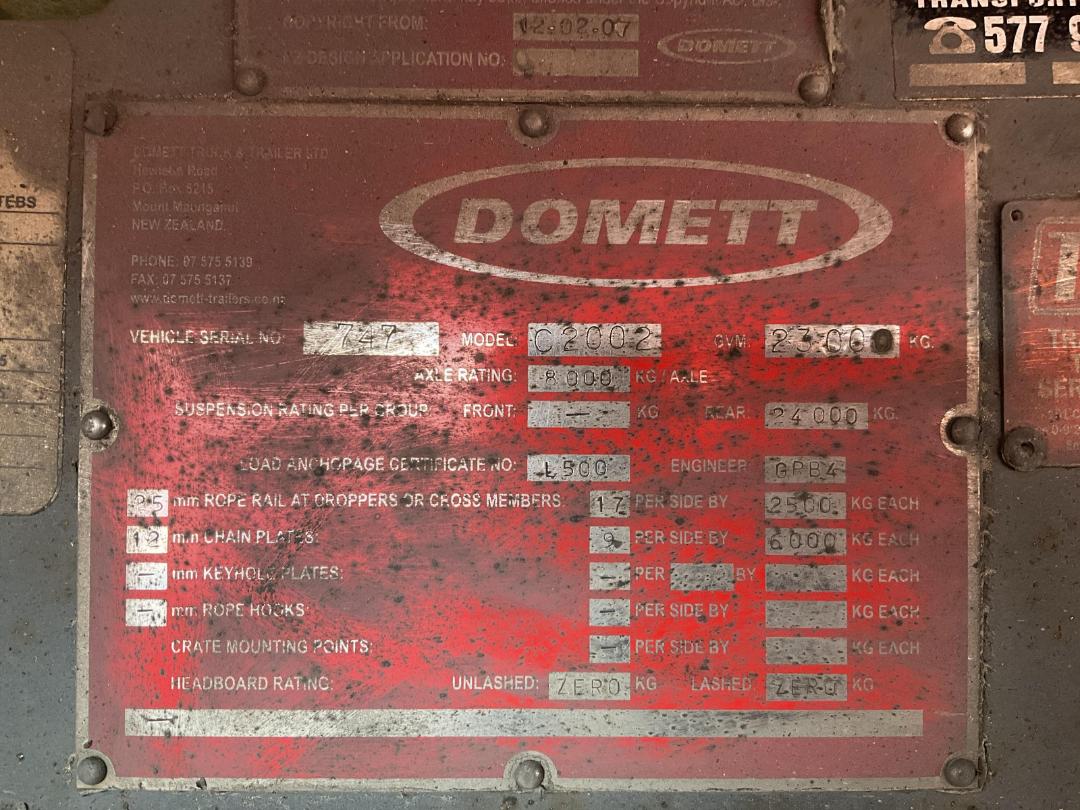 COPYRIGHT FROM: 12.02.07
DESIGN APPLICATION NO:
DOMETT
577 9
TEBS
DOMETT TRUCK & TRAILER LTD
Hewletts Road
P.O. Box 5215
Mount Maunganui
NEW ZEALAND.
PHONE: 07 575 5139
FAX: 07 575 5137
www.domett-trailers.co.nz
DOMETT
VEHICLE SERIAL NO: 747 MODEL: C2002 GVM: 23000 KG.
AXLE RATING: 8000 KG / AXLE
SUSPENSION RATING PER GROUP FRONT: — KG REAR: 24000 KG.
LOAD ANCHORAGE CERTIFICATE NO: L500 ENGINEER GPB4
25 mm ROPE RAIL AT DROPPERS OR CROSS MEMBERS: 17 PER SIDE BY 2500. KG EACH
12 mm CHAIN PLATES: 9 PER SIDE BY 6000 KG EACH
— mm KEYHOLE PLATES: — PER BY KG EACH
— mm ROPE HOOKS: — PER SIDE BY KG EACH
CRATE MOUNTING POINTS: — PER SIDE BY KG EACH
HEADBOARD RATING: UNLASHED: ZERO KG LASHED: ZERO KG
—